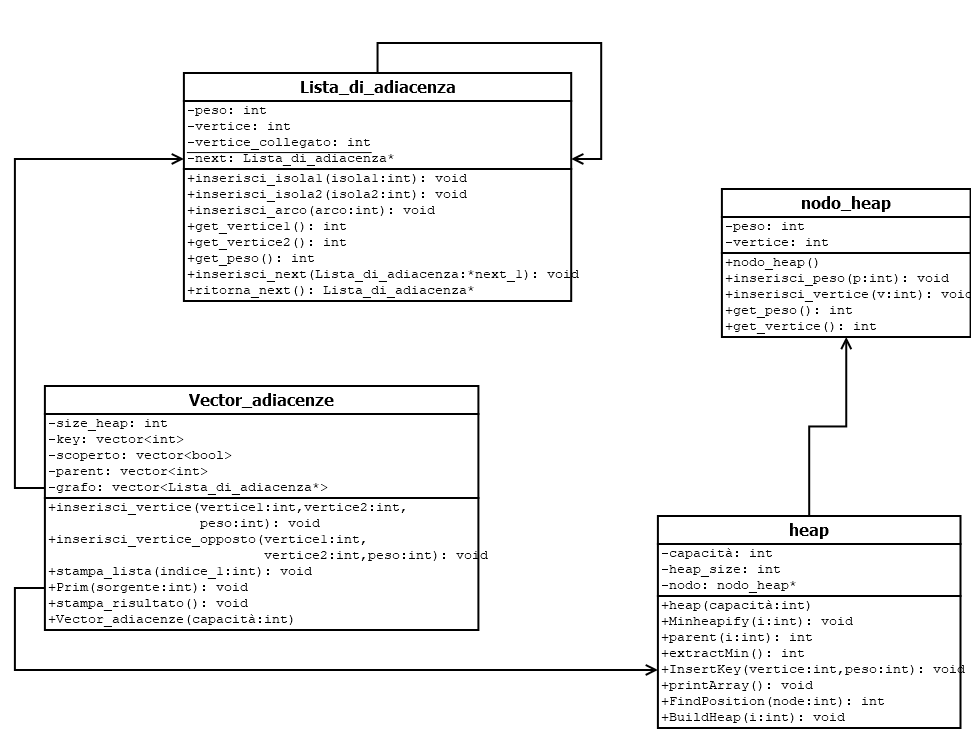 Lista_di_adiacenza
-peso: int
-vertice: int
-vertice_collegato: int
-next: Lista_di_adiacenza*
+inserisci_isola1(isola1:int): void
+inserisci_isola2(isola2:int): void
+inserisci_arco(arco:int): void
+get_vertice1(): int
+get_vertice2(): int
+get_peso(): int
+inserisci_next(Lista_di_adiacenza:*next_1): void
+ritorna_next(): Lista_di_adiacenza*
nodo_heap
-peso: int
-vertice: int
+nodo_heap()
+inserisci_peso(p:int): void
+inserisci_vertice(v:int): void
+get_peso(): int
+get_vertice(): int
Vector_adiacenze
-size_heap: int
-key: vector<int>
-scoperto: vector<bool>
-parent: vector<int>
-grafo: vector<Lista_di_adiacenza*>
+inserisci_vertice(vertice1:int,vertice2:int,
peso:int): void
+inserisci_vertice_opposto(vertice1:int,
vertice2:int,peso:int): void
+stampa_lista(indice_1:int): void
+Prim(sorgente:int): void
+stampa_risultato(): void
+Vector_adiacenze(capacità:int)
heap
-capacità: int
-heap_size: int
-nodo: nodo_heap*
+heap(capacità:int)
+Minheapify(i:int): void
+parent(i:int): int
+extractMin(): int
+InsertKey(vertice:int,peso:int): void
+printArray(): void
+FindPosition(node:int): int
+BuildHeap(i:int): void